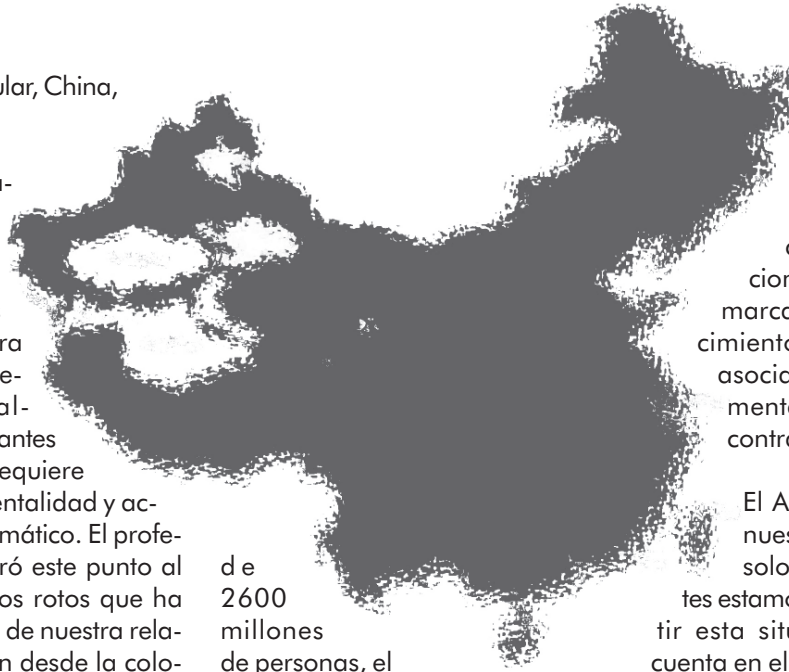 ular, China,
ra
e-
al-
antes
equiere
entalidad y ac-
mático. El profe-
ró este punto al
os rotos que ha
de nuestra rela-
n desde la colo-
de
2600
millones
de personas, el
cion
marca
cimiento
asocia
ment
contra
El A
nues
solo
tes estamo
tir esta situ
cuenta en el